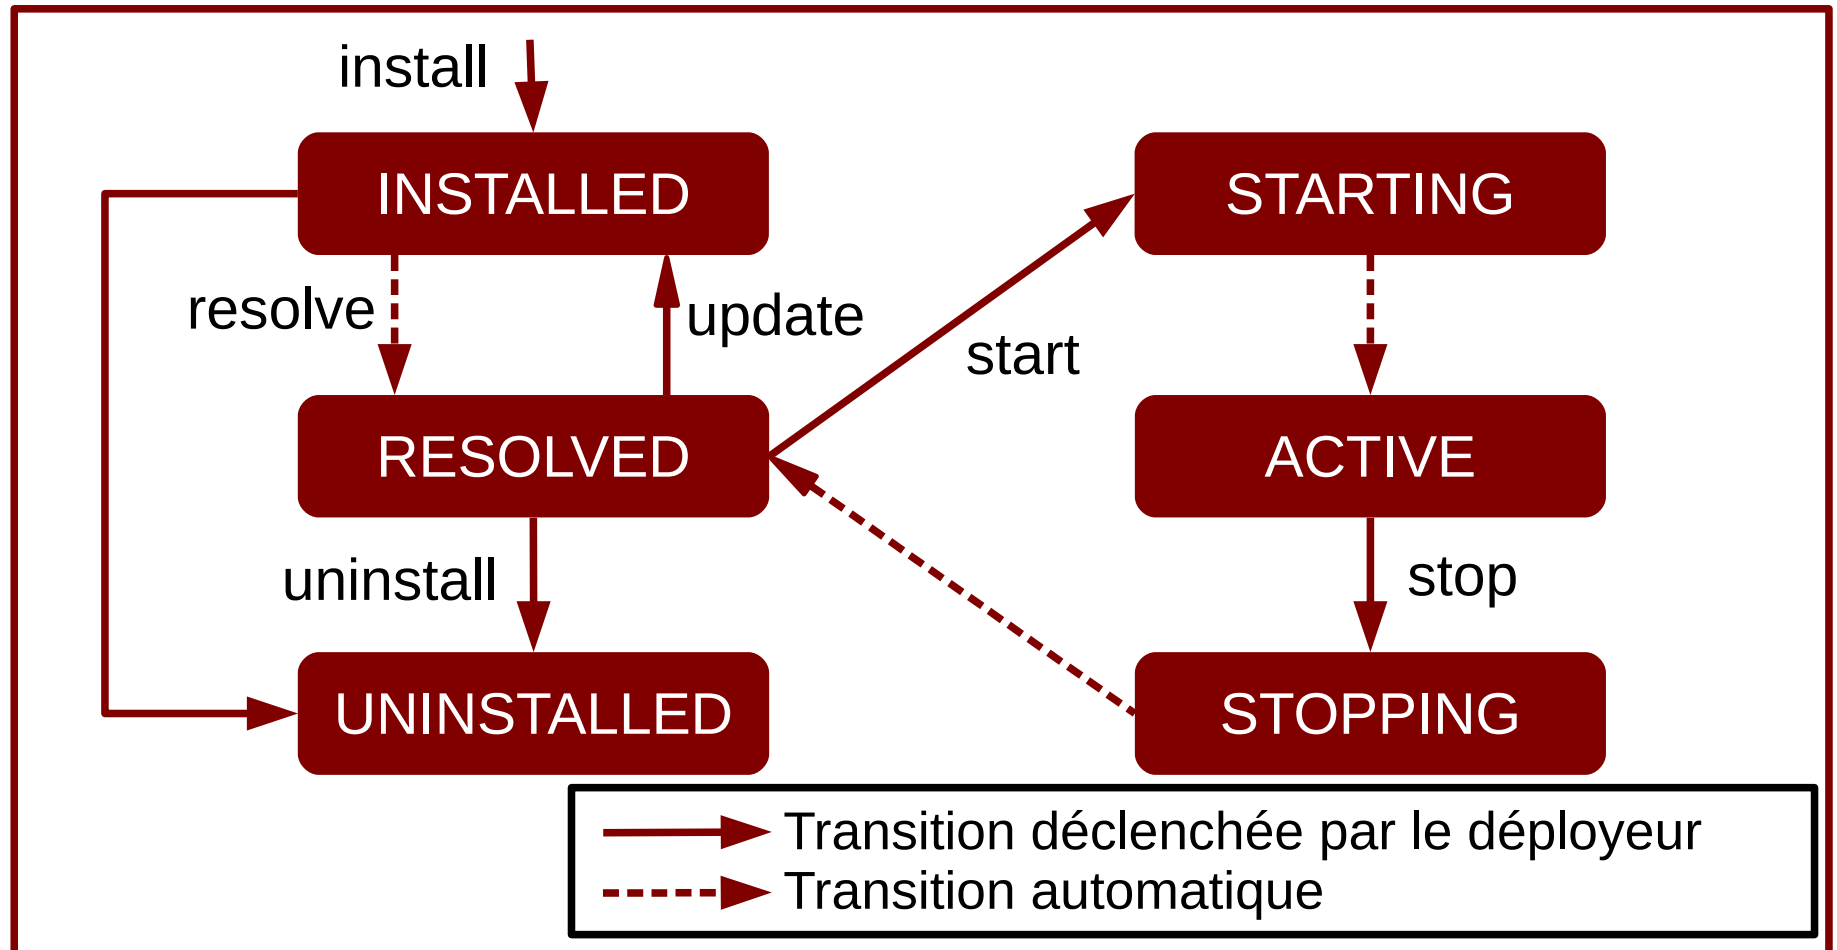 install
INSTALLED
STARTING
resolve
update
start
RESOLVED
ACTIVE
uninstall
stop
UNINSTALLED
STOPPING
Transition déclenchée par le déployeur
Transition automatique